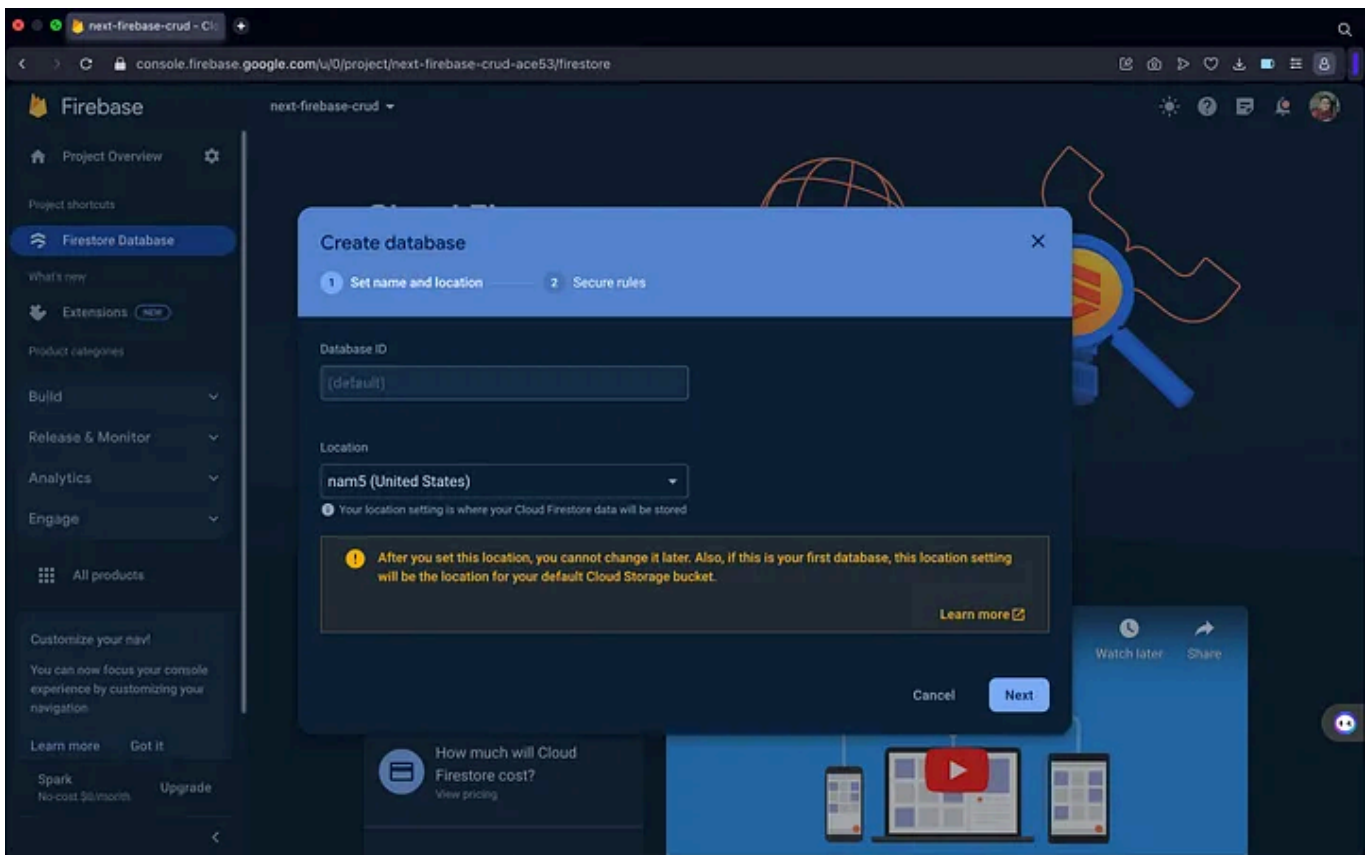 next-firebase-crud - Cl
console.firebase.google.com/u/0/project/next-firebase-crud-ace53/firestore
Firebase
next-firebase-crud
Project Overview
Project shortcuts
Firestore Database
What's new
Extensions NEW
Product categories
Build
Release & Monitor
Analytics
Engage
All products
Customize your nav!
You can now focus your console
experience by customizing your
navigation
Learn more Got it
Spark
No-cost $0/month
Upgrade
Create database
1 Set name and location
2 Secure rules
Database ID
(default)
Location
nam5 (United States)
Your location setting is where your Cloud Firestore data will be stored
After you set this location, you cannot change it later. Also, if this is your first database, this location setting
will be the location for your default Cloud Storage bucket.
Learn more
Cancel
Next
How much will Cloud
Firestore cost?
View pricing
Watch later
Share